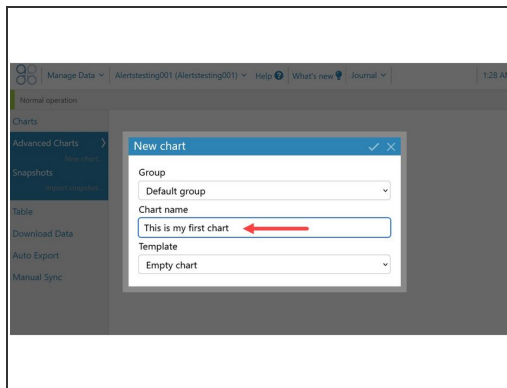 Manage Data Alertstesting001 (Alertstesting001) Help What's new Journal 1:28 AM
Normal operation
Charts
Advanced Charts
New chart...
Snapshots
Import snapshot...
Table
Download Data
Auto Export
Manual Sync
New chart
Group
Default group
Chart name
This is my first chart
Template
Empty chart